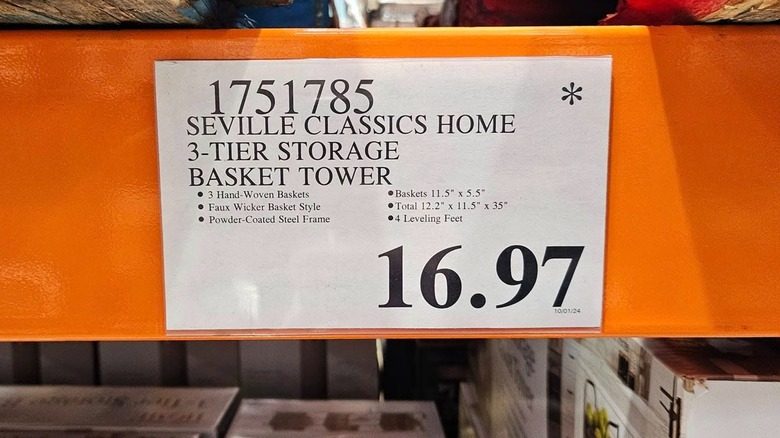 1751785 *
SEVILLE CLASSICS HOME
3-TIER STORAGE
BASKET TOWER
• 3 Hand-Woven Baskets
• Faux Wicker Basket Style
• Powder-Coated Steel Frame
• Baskets 11.5" x 5.5"
• Total 12.2" x 11.5" x 35"
• 4 Leveling Feet
16.97
10/01/24